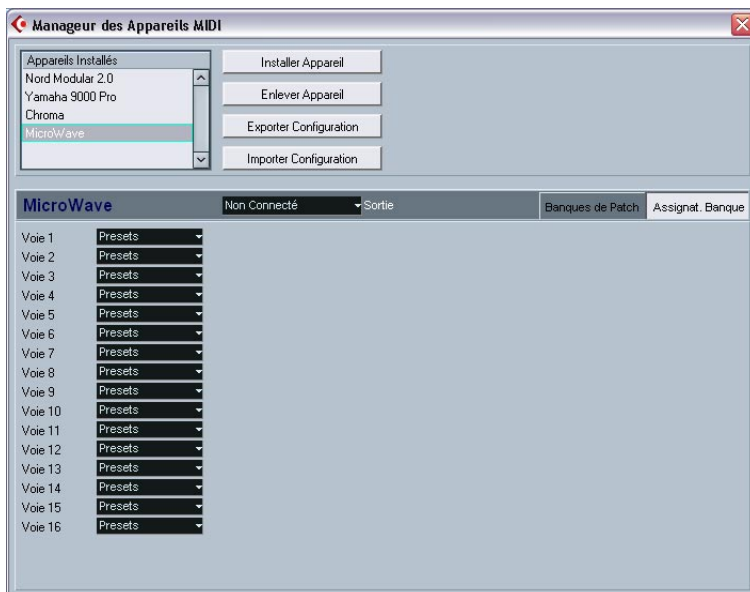 Manageur des Appareils MIDI
Appareils Installés
Nord Modular 2.0
Yamaha 9000 Pro
Chroma
MicroWave
Installer Appareil
Enlever Appareil
Exporter Configuration
Importer Configuration
MicroWave Non Connecté Sortie Banques de Patch Assignat. Banque
Voie 1 Presets
Voie 2 Presets
Voie 3 Presets
Voie 4 Presets
Voie 5 Presets
Voie 6 Presets
Voie 7 Presets
Voie 8 Presets
Voie 9 Presets
Voie 10 Presets
Voie 11 Presets
Voie 12 Presets
Voie 13 Presets
Voie 14 Presets
Voie 15 Presets
Voie 16 Presets